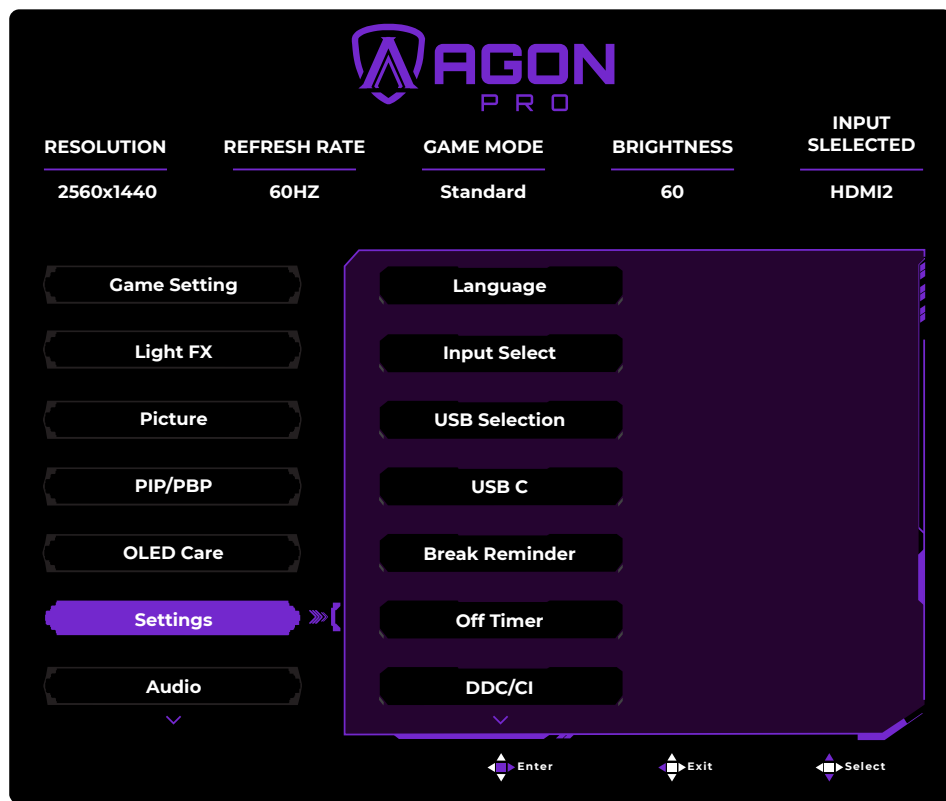 AGON
PRO
RESOLUTION REFRESH RATE GAME MODE BRIGHTNESS INPUT
SLELECTED
2560x1440 60HZ Standard 60 HDMI2
Game Setting
Light FX
Picture
PIP/PBP
OLED Care
Settings
Audio
Language
Input Select
USB Selection
USB C
Break Reminder
Off Timer
DDC/CI
Enter Exit Select